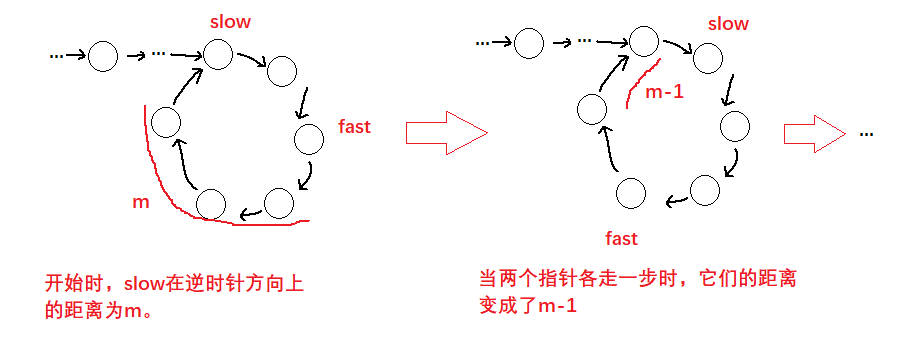 slow
... ...
fast
m
开始时，slow在逆时针方向上
的距离为m。
slow
... ...
m-1
...
fast
当两个指针各走一步时，它们的距离
变成了m-1